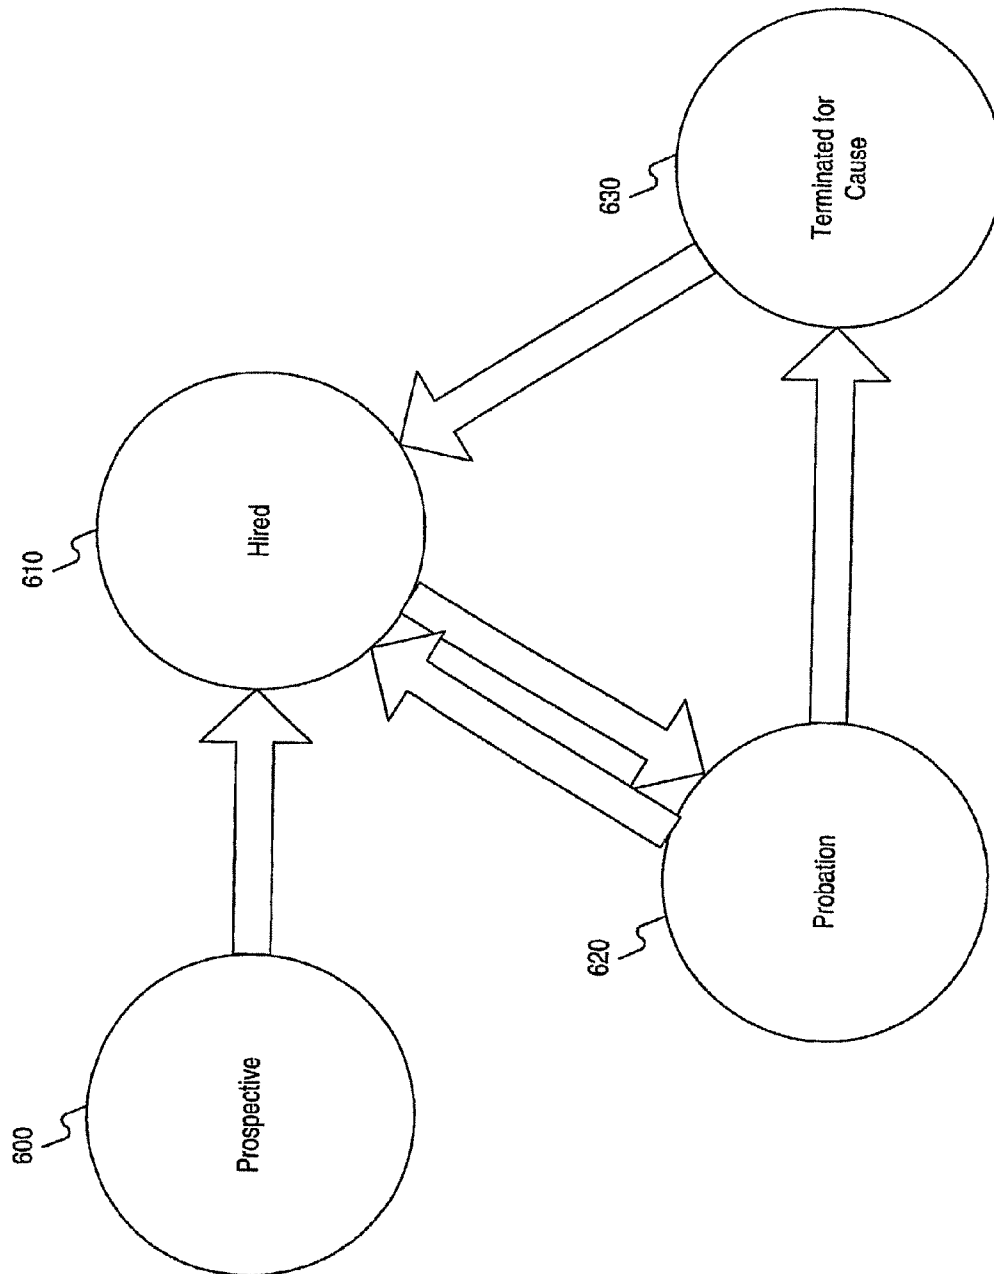 600
Prospective
610
Hired
620
Probation
630
Terminated for
Cause